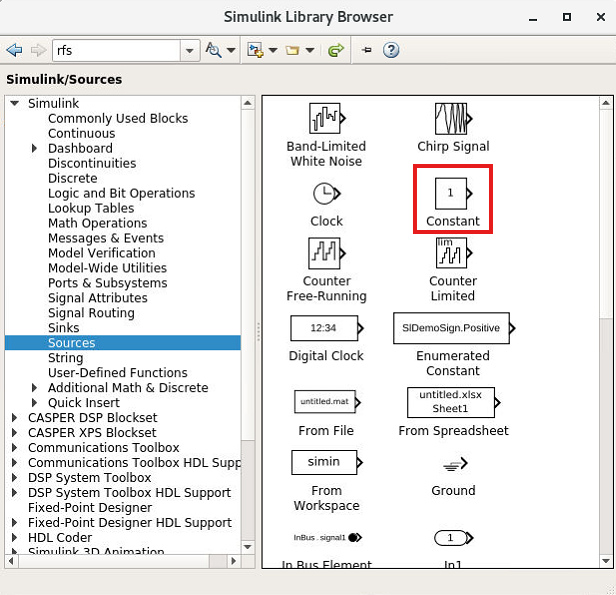 Simulink Library Browser
rfs
Simulink/Sources
Simulink
Commonly Used Blocks
Continuous
Dashboard
Discontinuities
Discrete
Logic and Bit Operations
Lookup Tables
Math Operations
Messages & Events
Model Verification
Model-Wide Utilities
Ports & Subsystems
Signal Attributes
Signal Routing
Sinks
Sources
String
User-Defined Functions
Additional Math & Discrete
Quick Insert
CASPER DSP Blockset
CASPER XPS Blockset
Communications Toolbox
Communications Toolbox HDL Supp
DSP System Toolbox
DSP System Toolbox HDL Support
Fixed-Point Designer
Fixed-Point Designer HDL Support
HDL Coder
Simulink 3D Animation
Band-Limited
White Noise
Chirp Signal
Clock
1
Constant
Counter
Free-Running
lim
Counter
Limited
12:34
Digital Clock
SlDemoSign.Positive
Enumerated
Constant
untitled.mat
From File
untitled.xlsx
Sheet1
From Spreadsheet
simin
From
Workspace
Ground
InBus . signal1
In Bus Element
1
In1